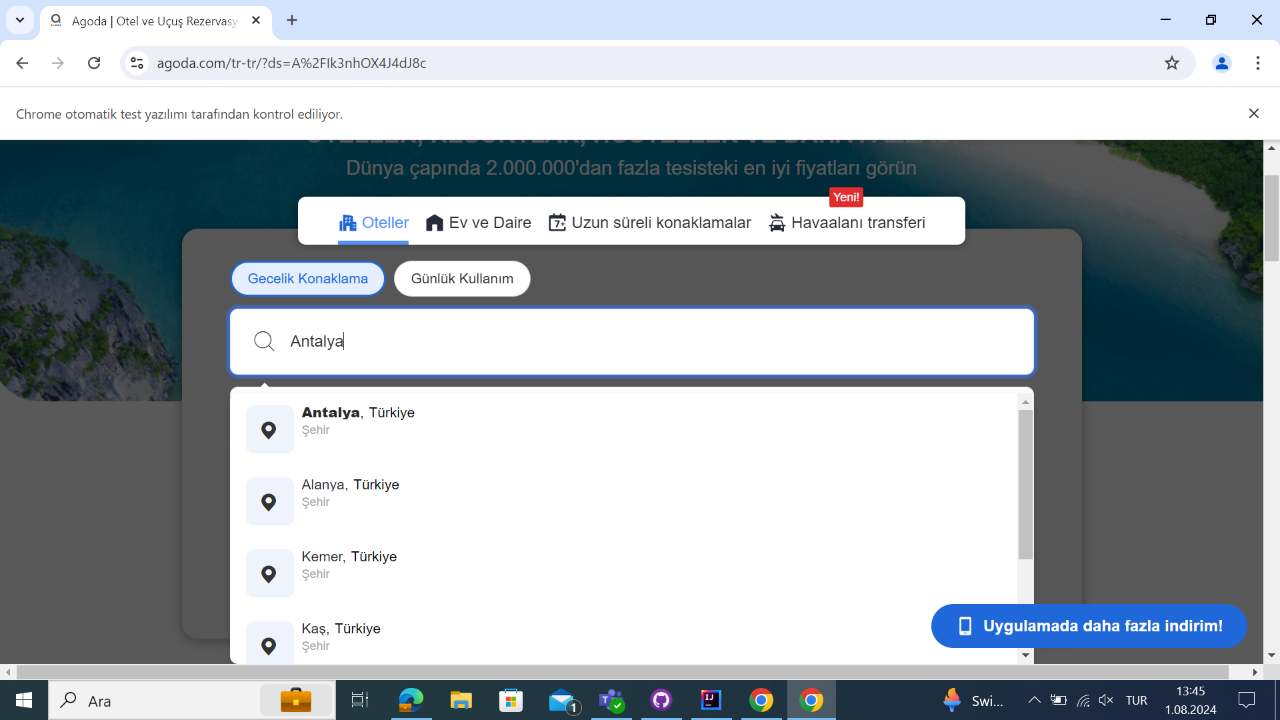 Agoda | Otel ve Uçuş Rezervasy
agoda.com/tr-tr/?ds=A%2FIk3nhOX4J4dJ8c
Chrome otomatik test yazılımı tarafından kontrol ediliyor.
Dünya çapında 2.000.000'dan fazla tesisteki en iyi fiyatları görün
Yeni!
Oteller
Ev ve Daire
Uzun süreli konaklamalar
Havaalanı transferi
Gecelik Konaklama
Günlük Kullanım
Antalya
Antalya, Türkiye
Şehir
Alanya, Türkiye
Şehir
Kemer, Türkiye
Şehir
Kaş, Türkiye
Şehir
Uygulamada daha fazla indirim!
Ara
1
Swi...
TUR
13:45
1.08.2024